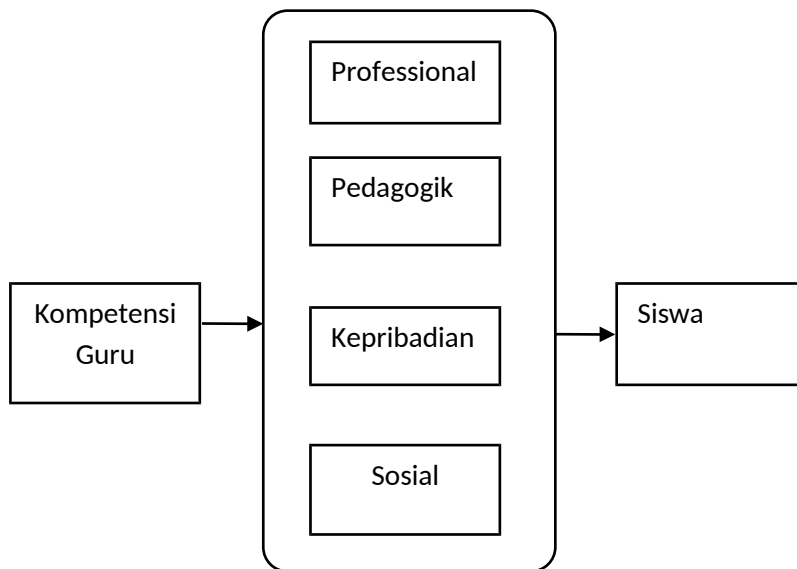 Professional
Pedagogik
Kompetensi
Guru
Kepribadian
Siswa
Sosial